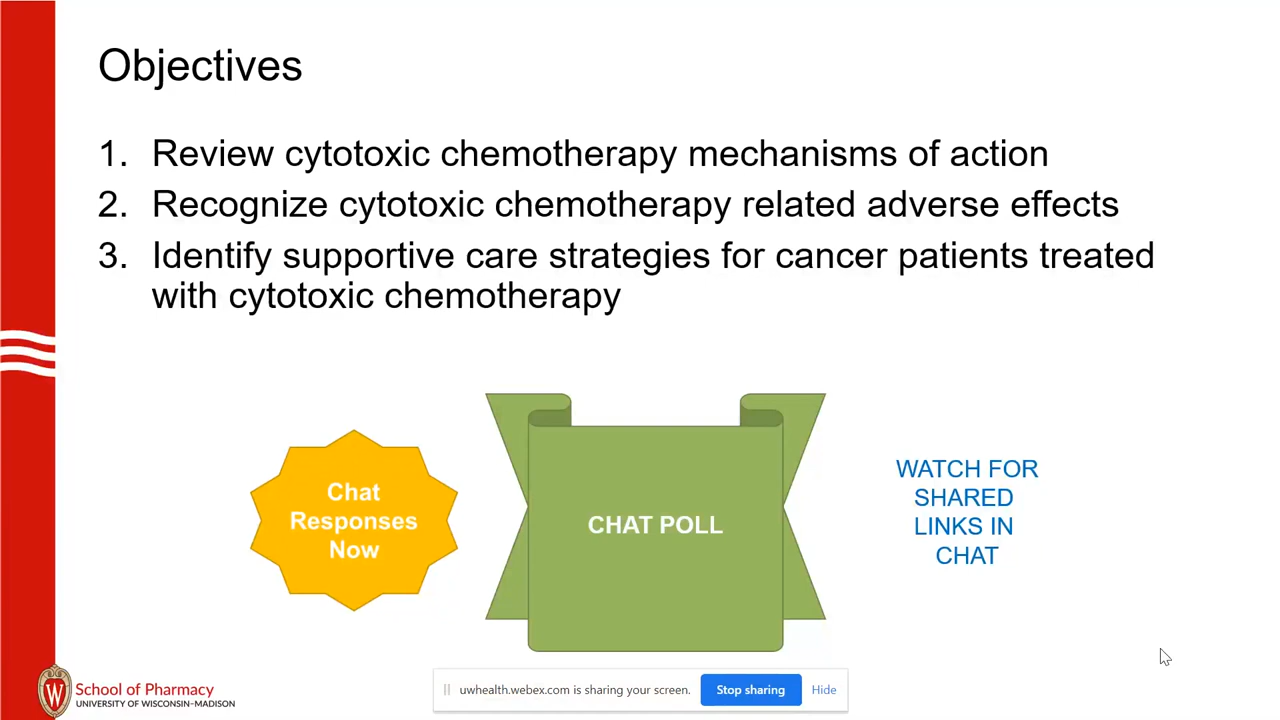 Objectives
1. Review cytotoxic chemotherapy mechanisms of action
2. Recognize cytotoxic chemotherapy related adverse effects
3. Identify supportive care strategies for cancer patients treated
with cytotoxic chemotherapy
Chat
Responses
Now
CHAT POLL
WATCH FOR
SHARED
LINKS IN
CHAT
W
School of Pharmacy
UNIVERSITY OF WISCONSIN–MADISON
uwhealth.webex.com is sharing your screen.
Stop sharing
Hide